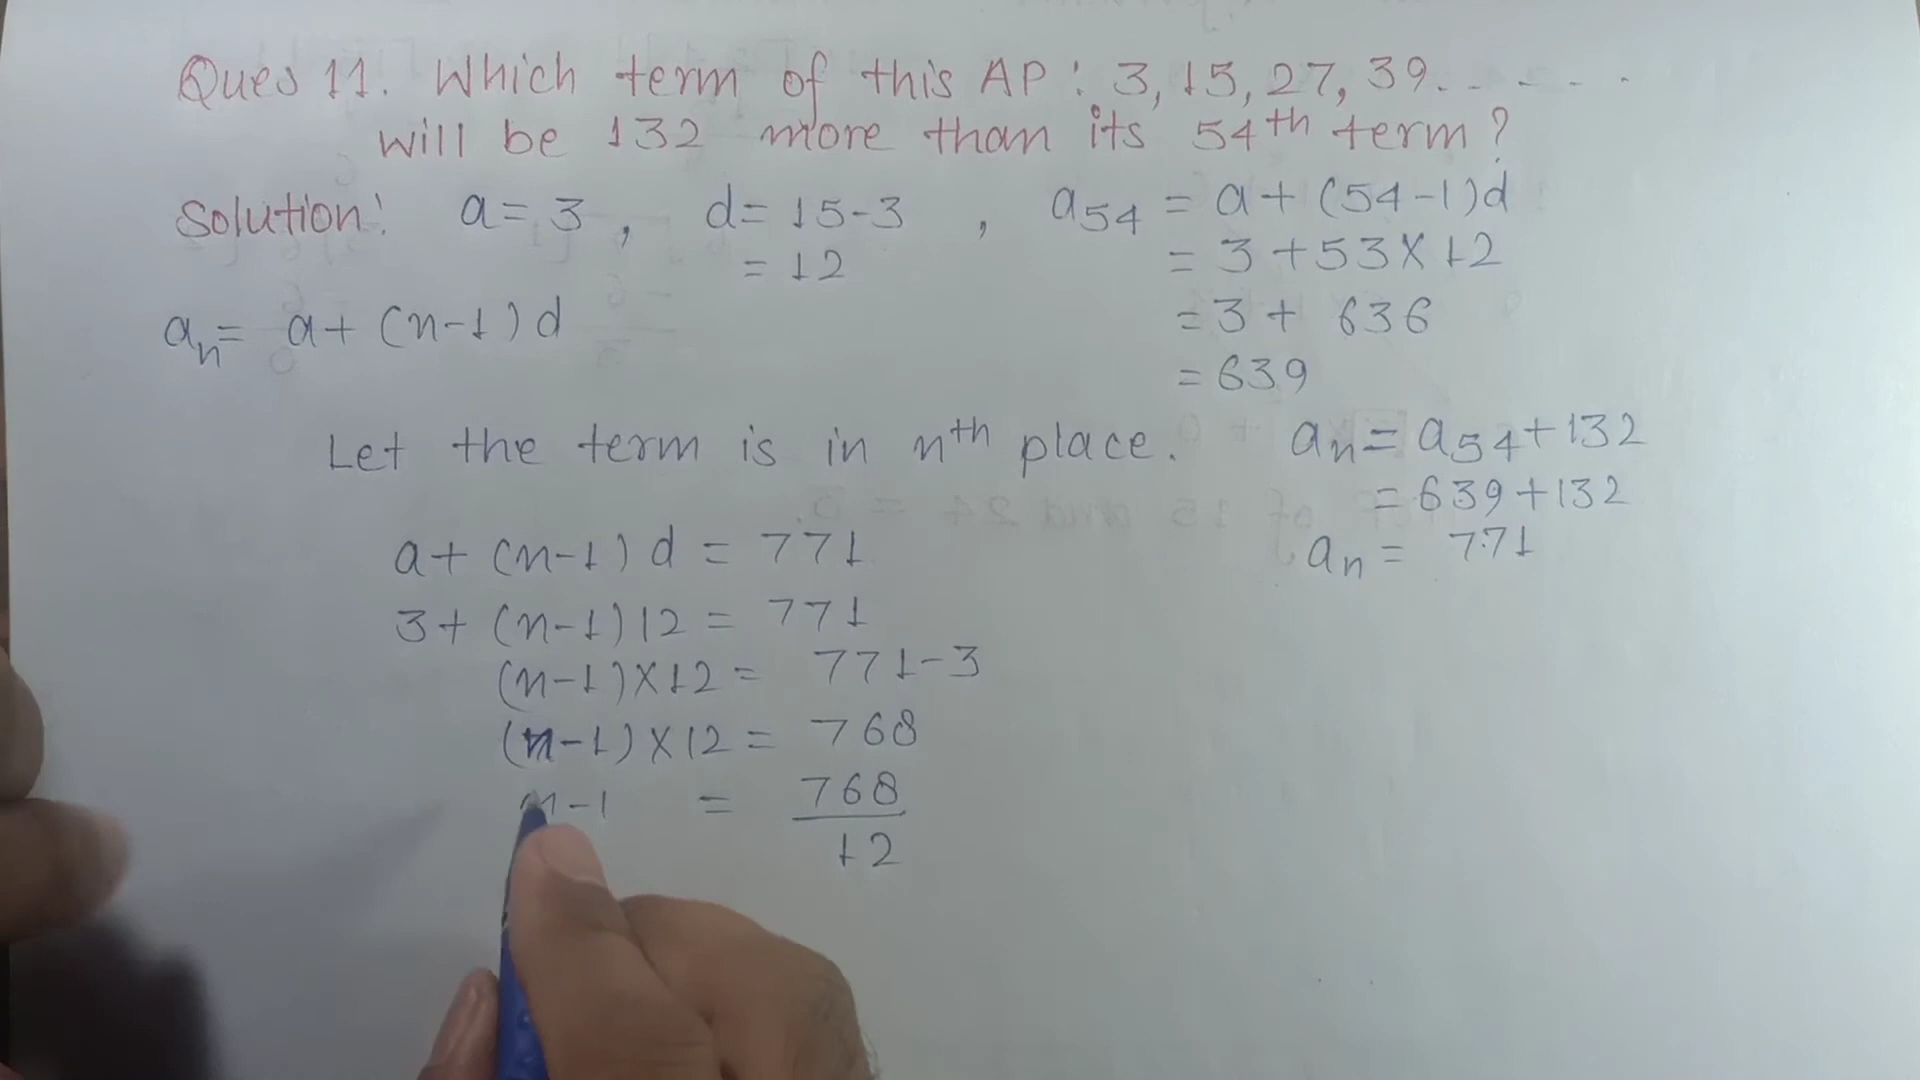 Ques 11. Which term of this AP : 3, 15, 27, 39. - - - - .
will be 132 more than its 54th term ?
Solution: a = 3 , d = 15-3 , a54 = a + (54-1)d
= 12
= 3 + 53 X 12
an = a + (n-1) d
= 3 + 636
= 639
Let the term is in nth place.
an = a54 + 132
= 639 + 132
an = 771
a + (n-1) d = 771
3 + (n-1) 12 = 771
(n-1) X 12 = 771-3
(n-1) X 12 = 768
n-1 = 768
12